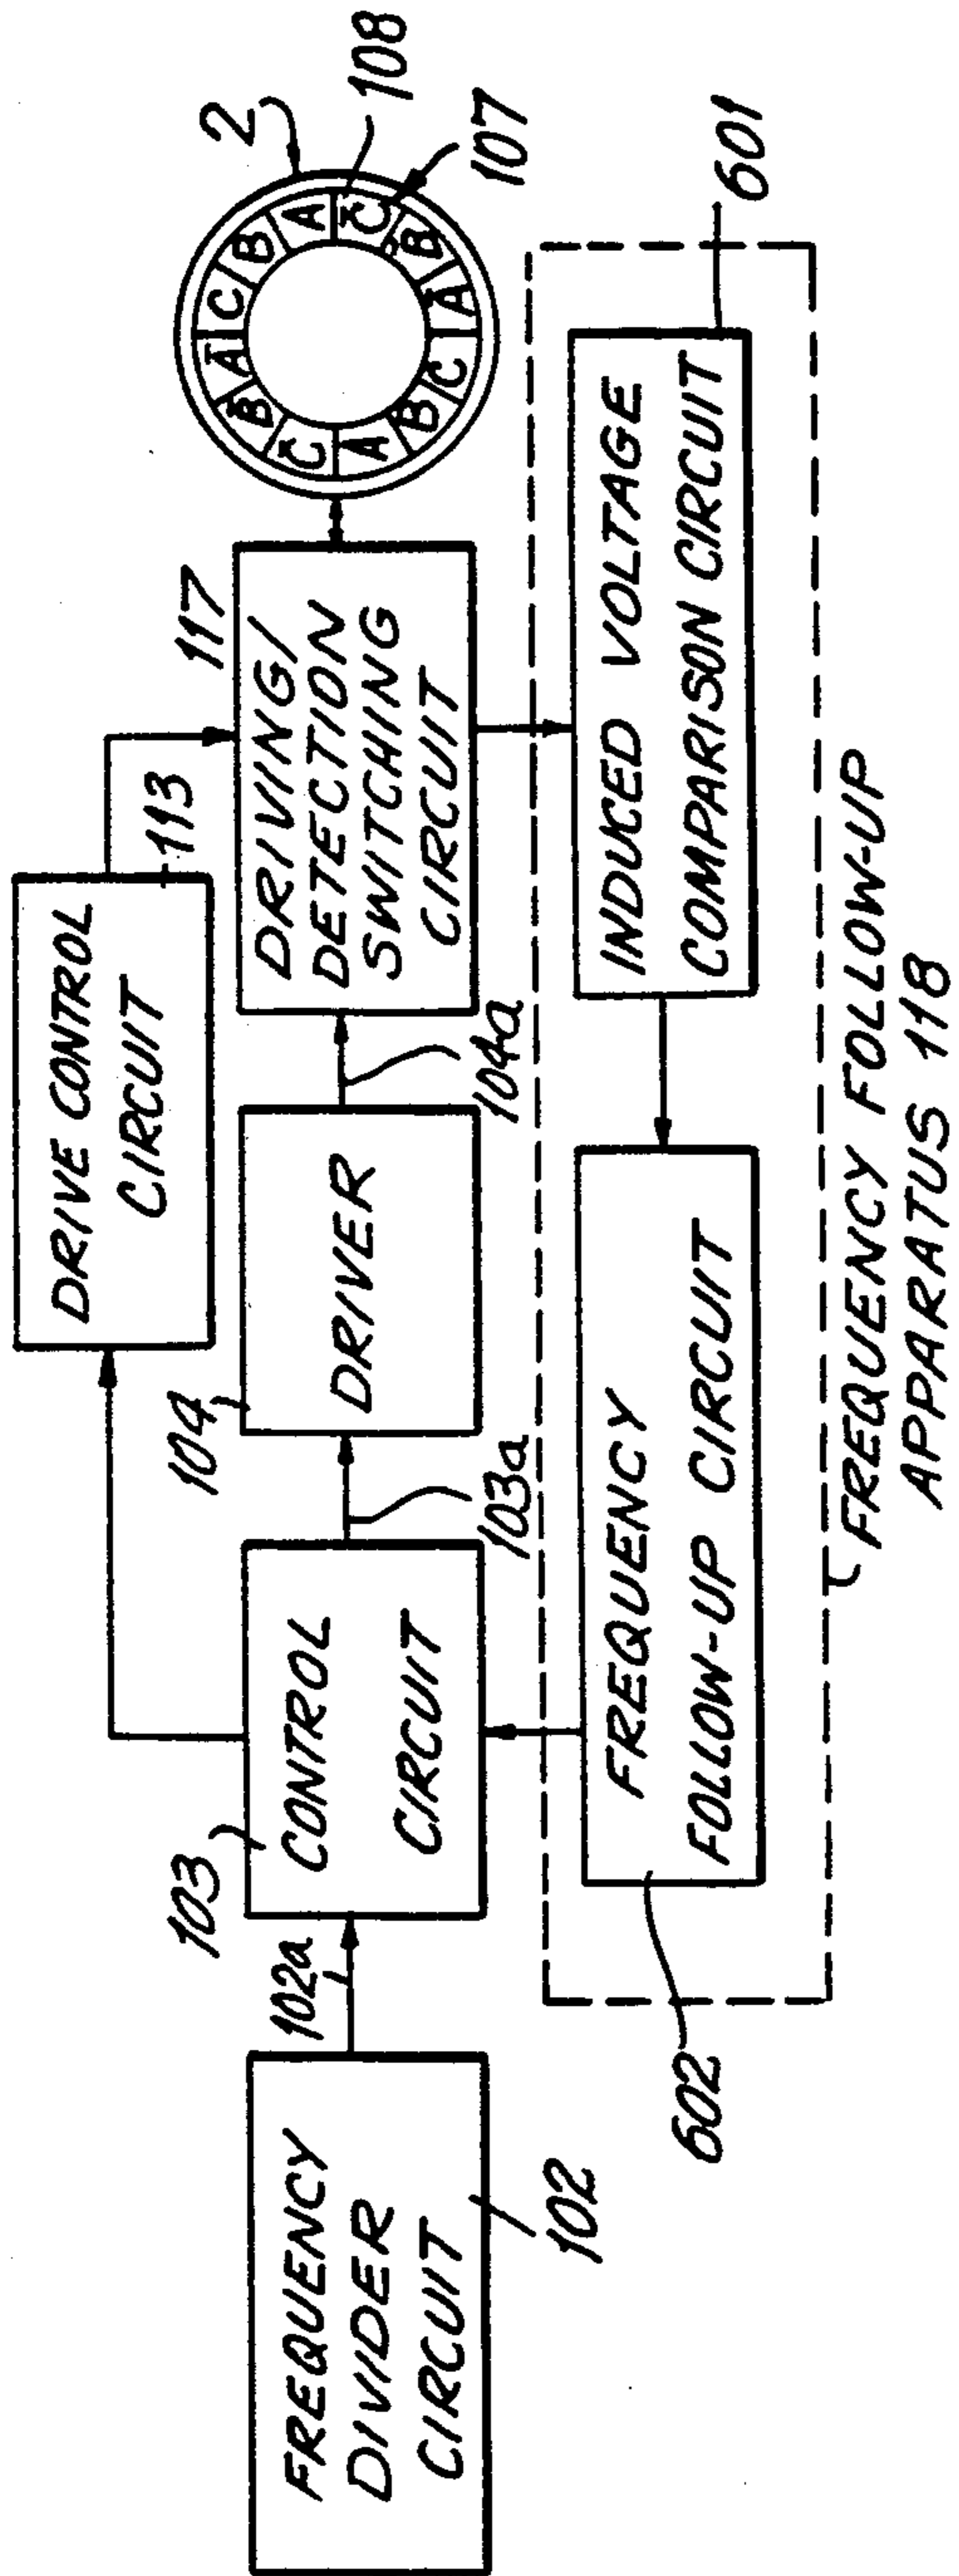 DRIVE CONTROL
CIRCUIT
113
2
108
107
A
B
C
Ā
B̄
C̄
A
B
C
Ā
B̄
C̄
117
DRIVING/
DETECTION
SWITCHING
CIRCUIT
104
DRIVER
104a
103
CONTROL
CIRCUIT
103a
102a
FREQUENCY
DIVIDER
CIRCUIT
102
602
FREQUENCY
FOLLOW-UP CIRCUIT
INDUCED VOLTAGE
COMPARISON CIRCUIT
601
FREQUENCY FOLLOW-UP
APPARATUS 118